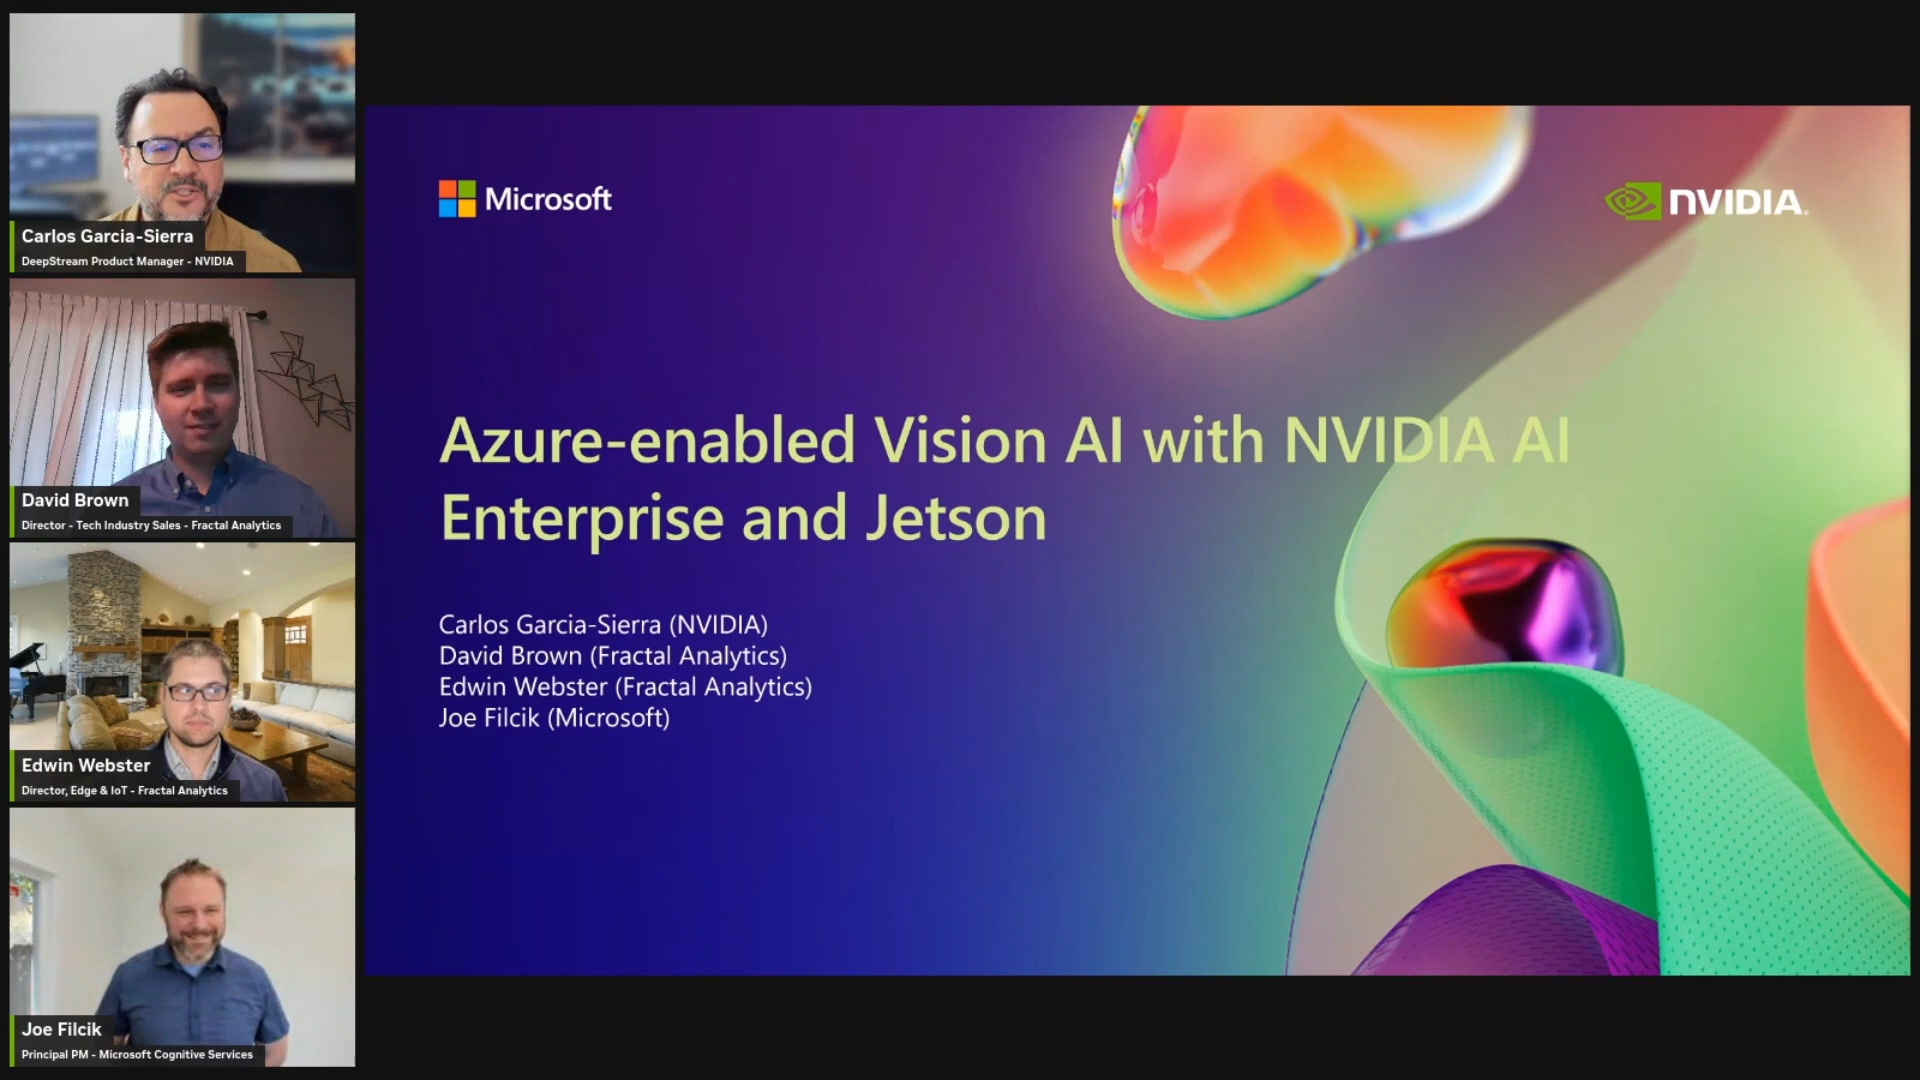 Carlos Garcia-Sierra
DeepStream Product Manager - NVIDIA
David Brown
Director - Tech Industry Sales - Fractal Analytics
Edwin Webster
Director, Edge & IoT - Fractal Analytics
Joe Filcik
Principal PM - Microsoft Cognitive Services
Microsoft
NVIDIA.
Azure-enabled Vision AI with NVIDIA AI
Enterprise and Jetson
Carlos Garcia-Sierra (NVIDIA)
David Brown (Fractal Analytics)
Edwin Webster (Fractal Analytics)
Joe Filcik (Microsoft)